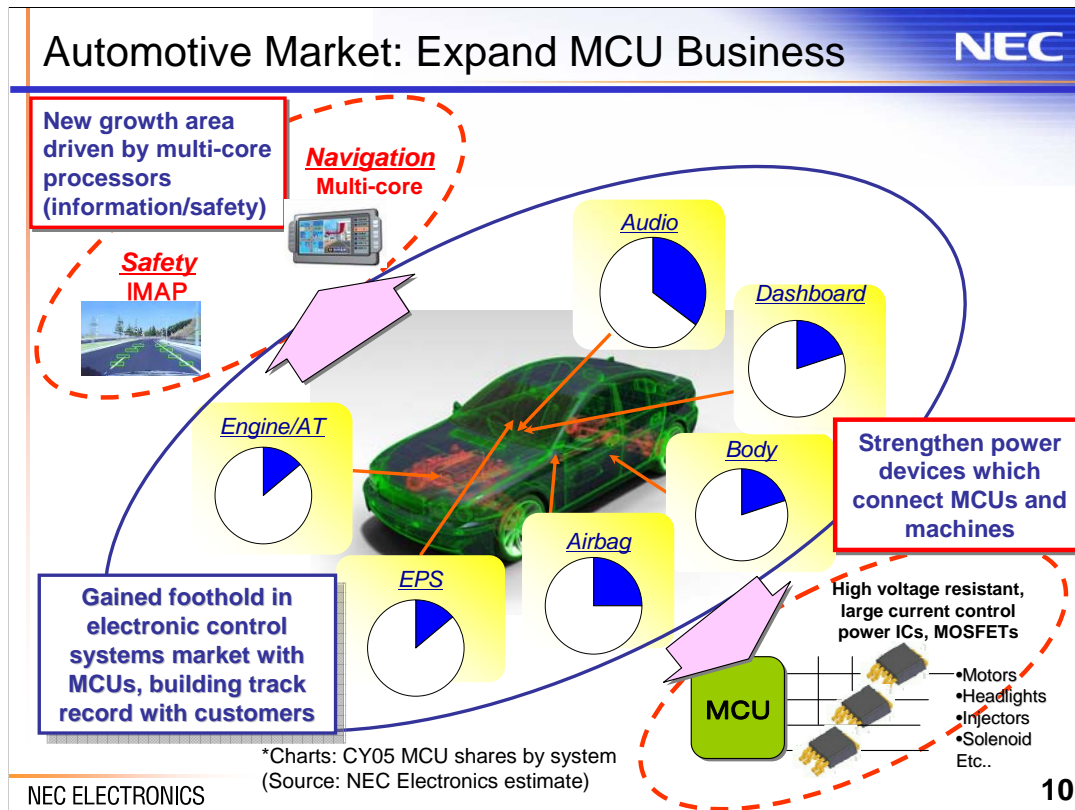 Automotive Market: Expand MCU Business
NEC
New growth area
driven by multi-core
processors
(information/safety)
Navigation
Multi-core
Safety
IMAP
Audio
Dashboard
Engine/AT
Body
Strengthen power
devices which
connect MCUs and
machines
Airbag
EPS
Gained foothold in
electronic control
systems market with
MCUs, building track
record with customers
High voltage resistant,
large current control
power ICs, MOSFETs
MCU
•Motors
•Headlights
•Injectors
•Solenoid
Etc..
*Charts: CY05 MCU shares by system
(Source: NEC Electronics estimate)
NEC ELECTRONICS
10